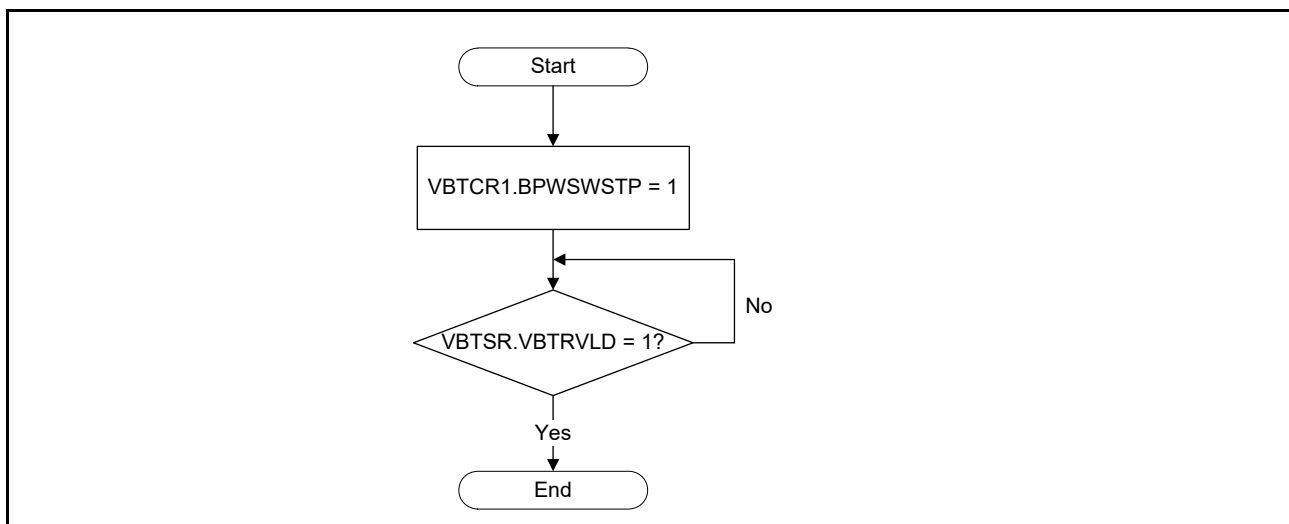 Start
VBTCR1.BPWSWSTP = 1
VBTSR.VBTRVLD = 1?
No
Yes
End